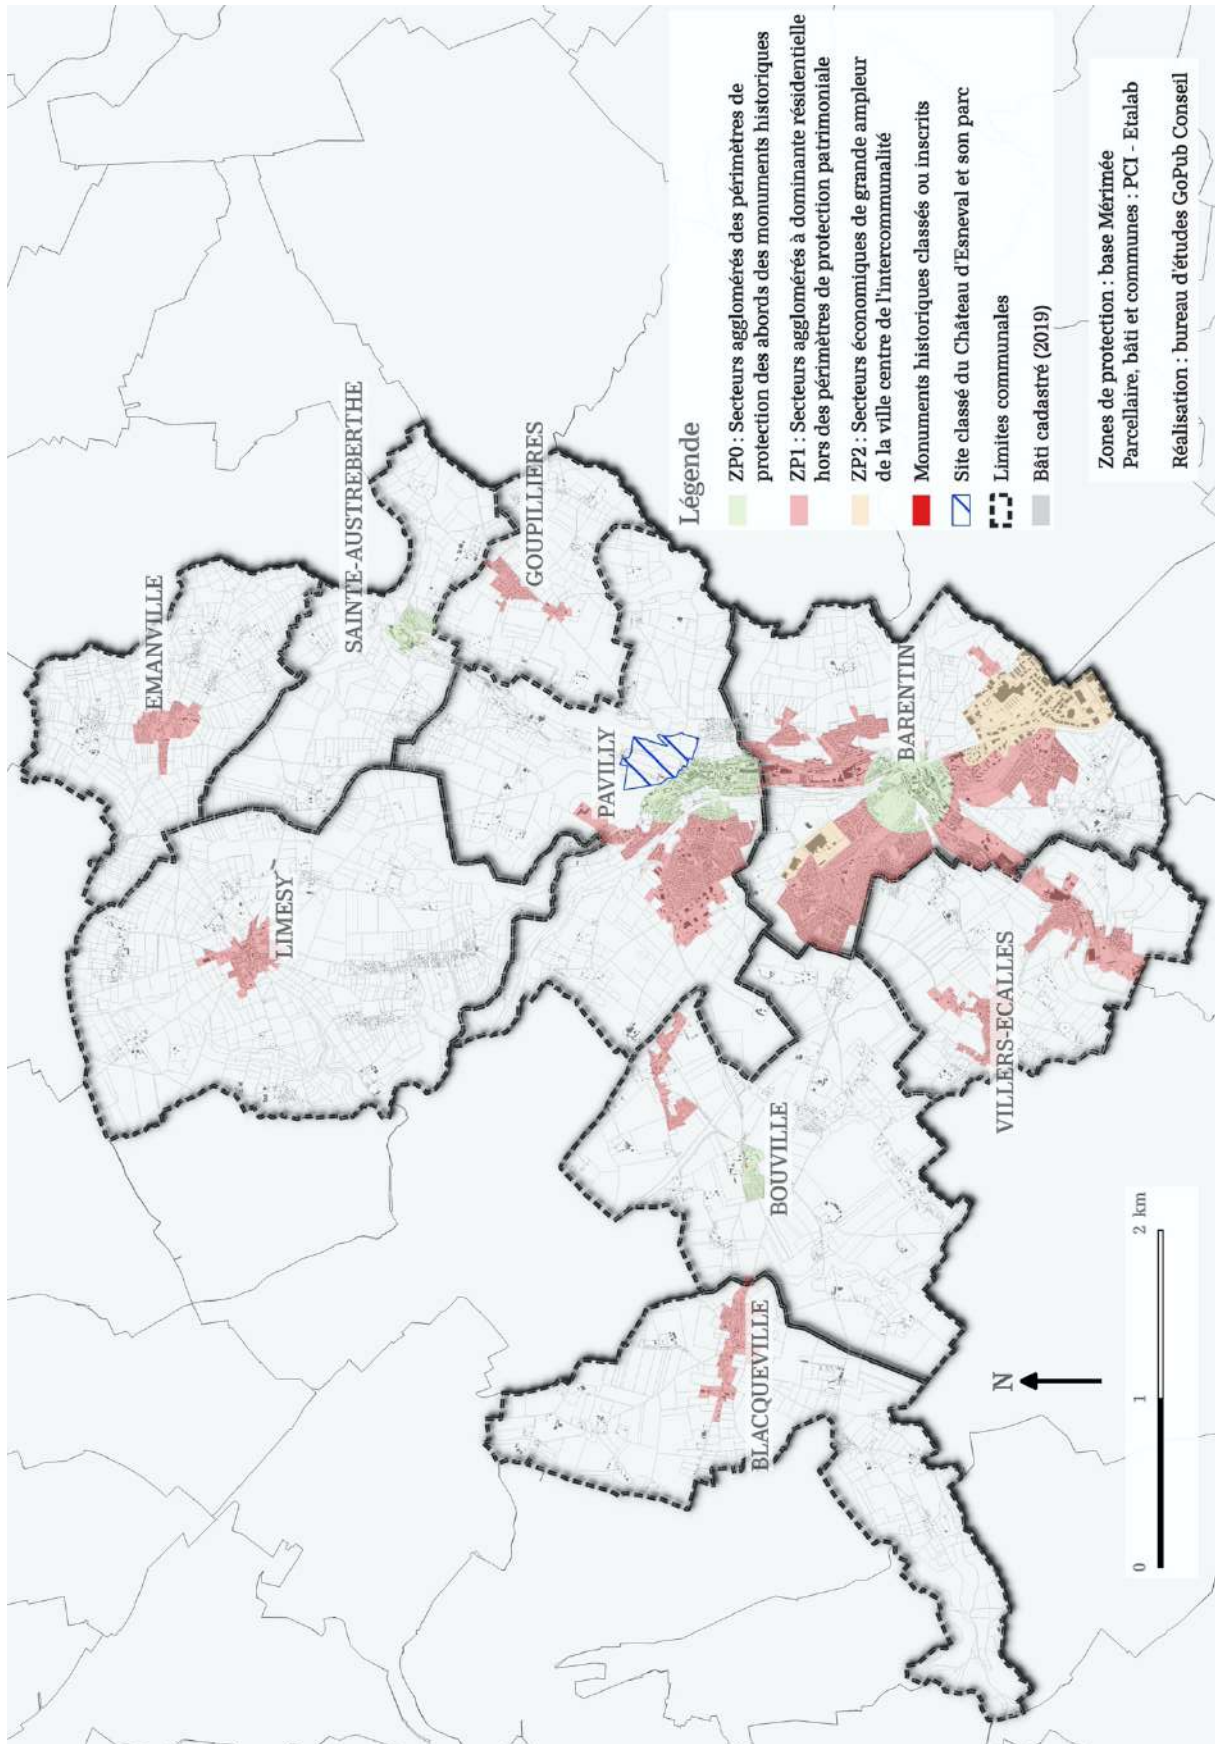 EMANVILLE
LIMESY
SAINTE-AUSTREBERTHE
GOUPILLIERES
PAVILLY
BOUVILLE
BLACQUEVILLE
BARENTIN
VILLERS-ECALLES
N
0
1
2 km
Légende
ZP0 : Secteurs agglomérés des périmètres de
protection des abords des monuments historiques
ZP1 : Secteurs agglomérés à dominante résidentielle
hors des périmètres de protection patrimoniale
ZP2 : Secteurs économiques de grande ampleur
de la ville centre de l'intercommunalité
Monuments historiques classés ou inscrits
Site classé du Château d'Esneval et son parc
Limites communales
Bâti cadastré (2019)
Zones de protection : base Mérimée
Parcellaire, bâti et communes : PCI - Etalab
Réalisation : bureau d'études GoPub Conseil